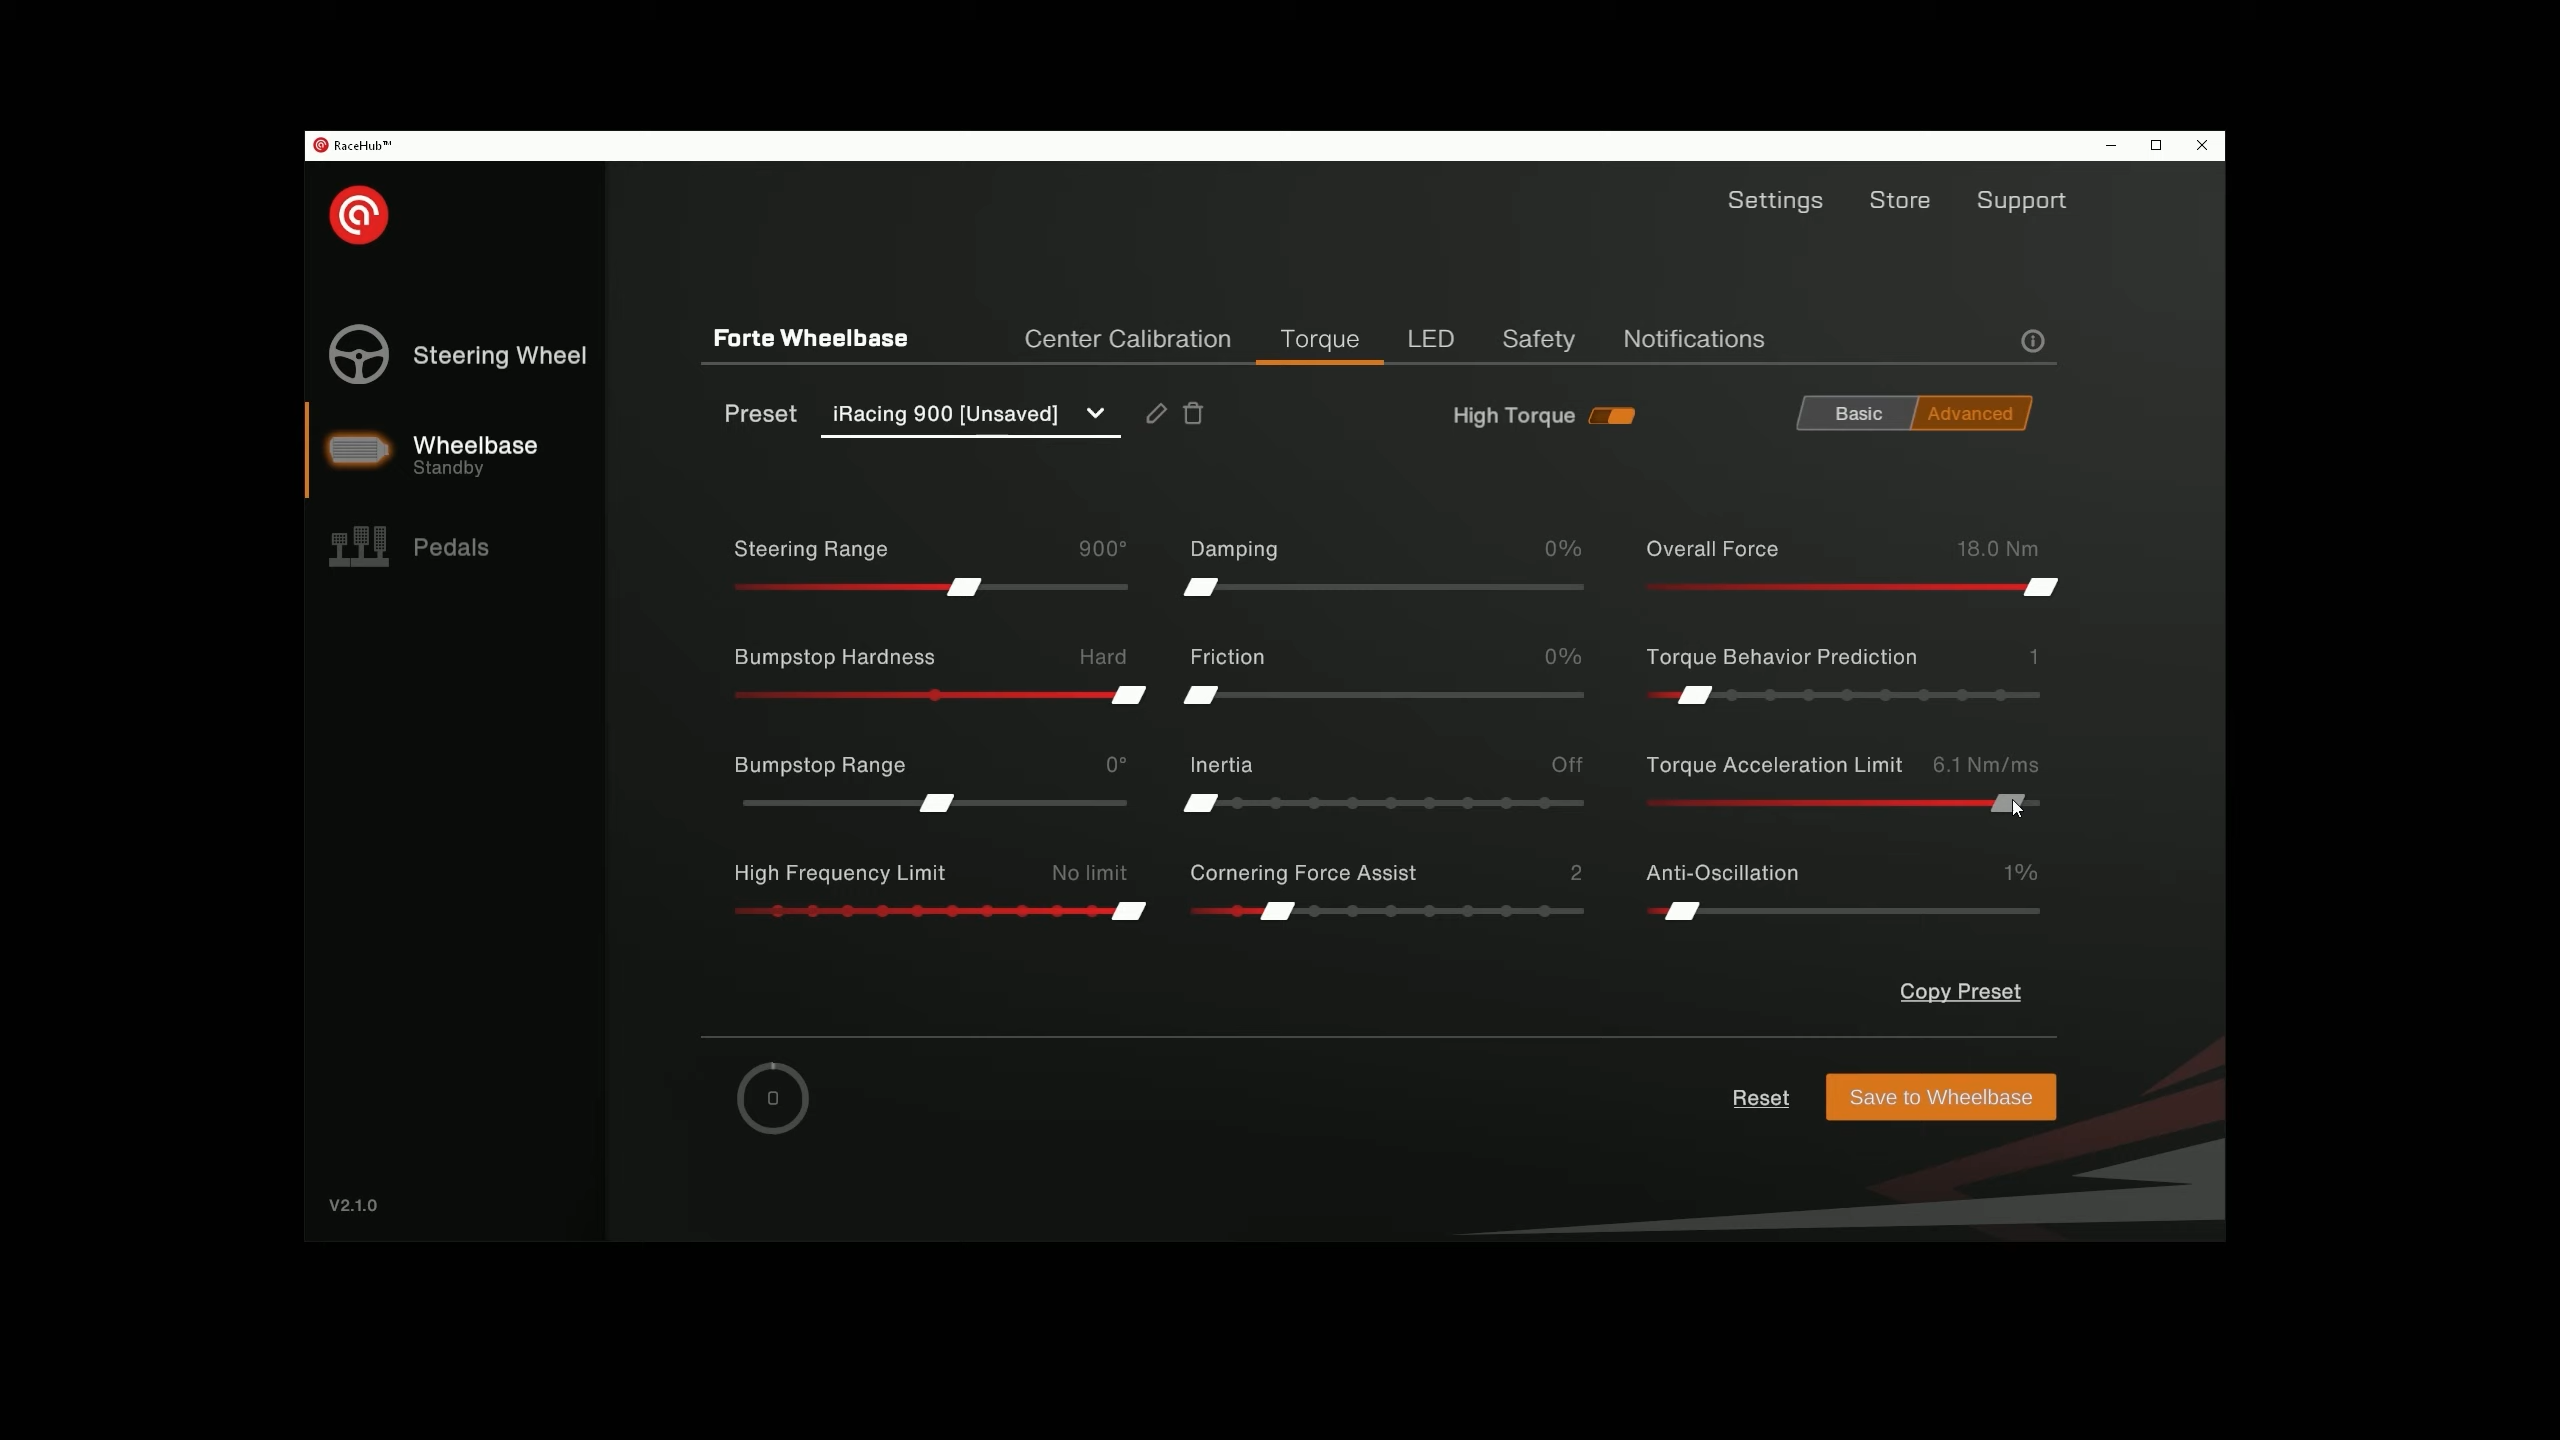 RaceHub™
Settings Store Support
Steering Wheel
Wheelbase
Standby
Pedals
Forte Wheelbase Center Calibration Torque LED Safety Notifications
Preset iRacing 900 [Unsaved] High Torque Basic Advanced
Steering Range 900° Damping 0% Overall Force 18.0 Nm
Bumpstop Hardness Hard Friction 0% Torque Behavior Prediction 1
Bumpstop Range 0° Inertia Off Torque Acceleration Limit 6.1 Nm/ms
High Frequency Limit No limit Cornering Force Assist 2 Anti-Oscillation 1%
Copy Preset
0 Reset Save to Wheelbase
V2.1.0